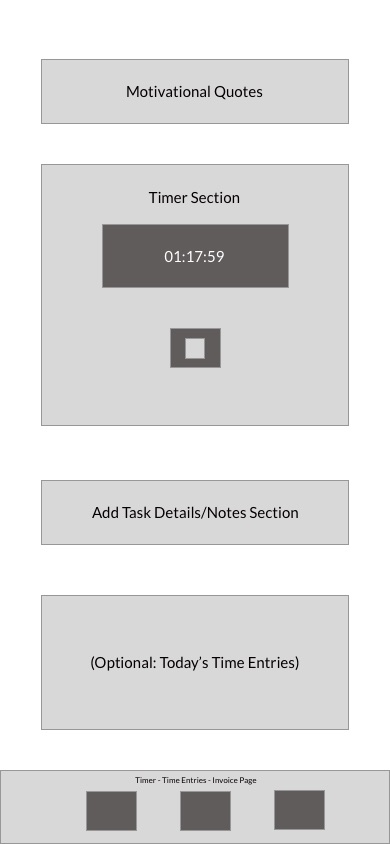 Motivational Quotes
Timer Section
01:17:59
Add Task Details/Notes Section
(Optional: Today’s Time Entries)
Timer - Time Entries - Invoice Page